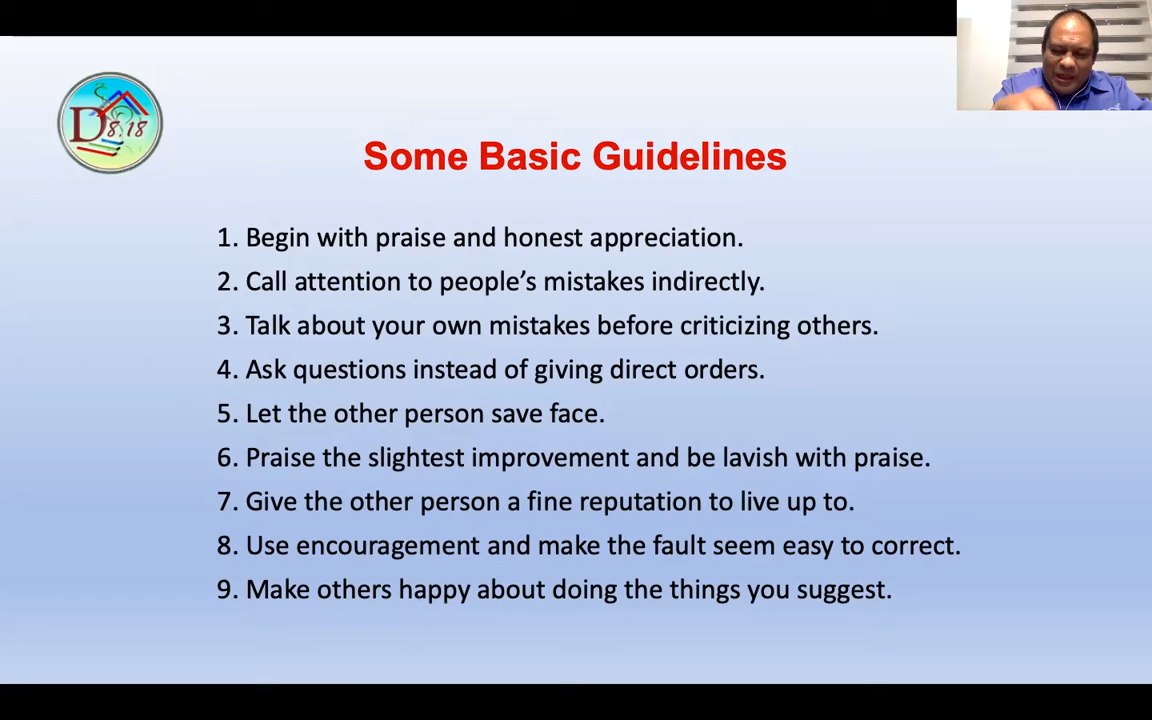 D 8.18
Some Basic Guidelines
1. Begin with praise and honest appreciation.
2. Call attention to people’s mistakes indirectly.
3. Talk about your own mistakes before criticizing others.
4. Ask questions instead of giving direct orders.
5. Let the other person save face.
6. Praise the slightest improvement and be lavish with praise.
7. Give the other person a fine reputation to live up to.
8. Use encouragement and make the fault seem easy to correct.
9. Make others happy about doing the things you suggest.